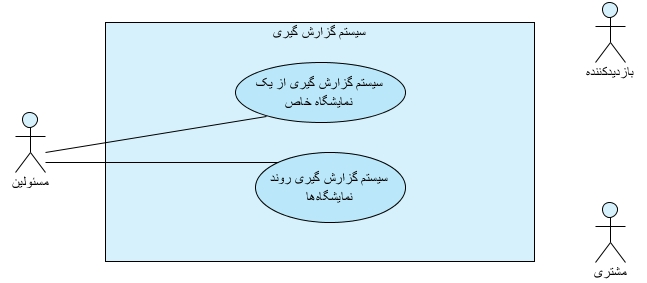 سیستم گزارش گیری
بازدیدکننده
سیستم گزارش گیری از یک
نمایشگاه خاص
مسئولین
سیستم گزارش گیری روند
نمایشگاه‌ها
مشتری